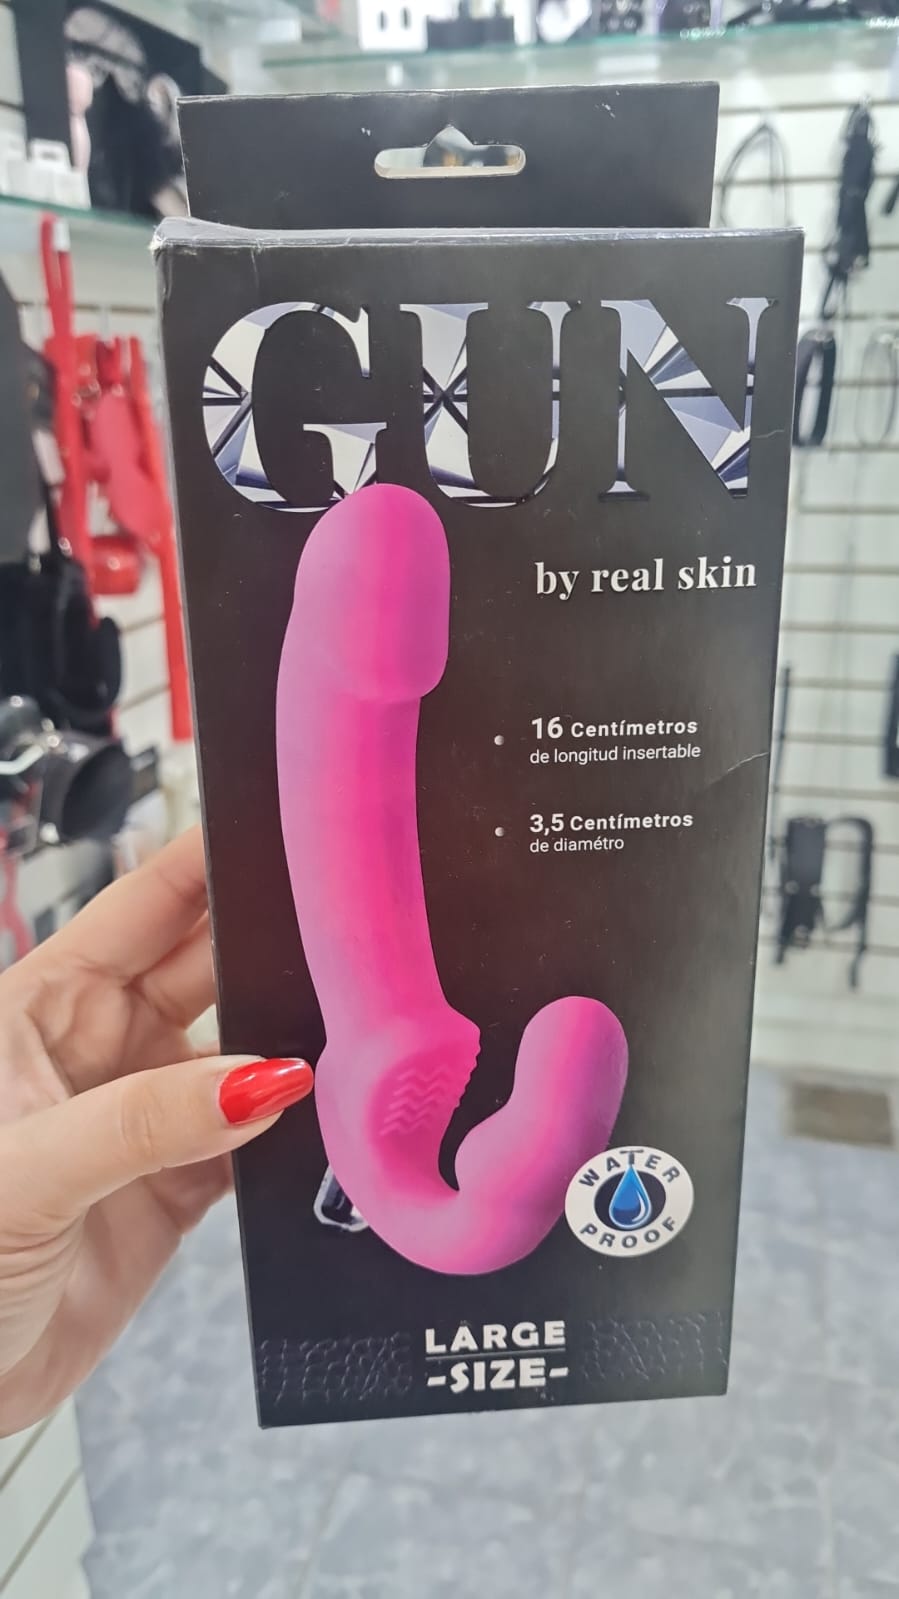 GUN
by real skin
16 Centímetros
de longitud insertable
3,5 Centímetros
de diamétro
WATER
PROOF
LARGE
-SIZE-